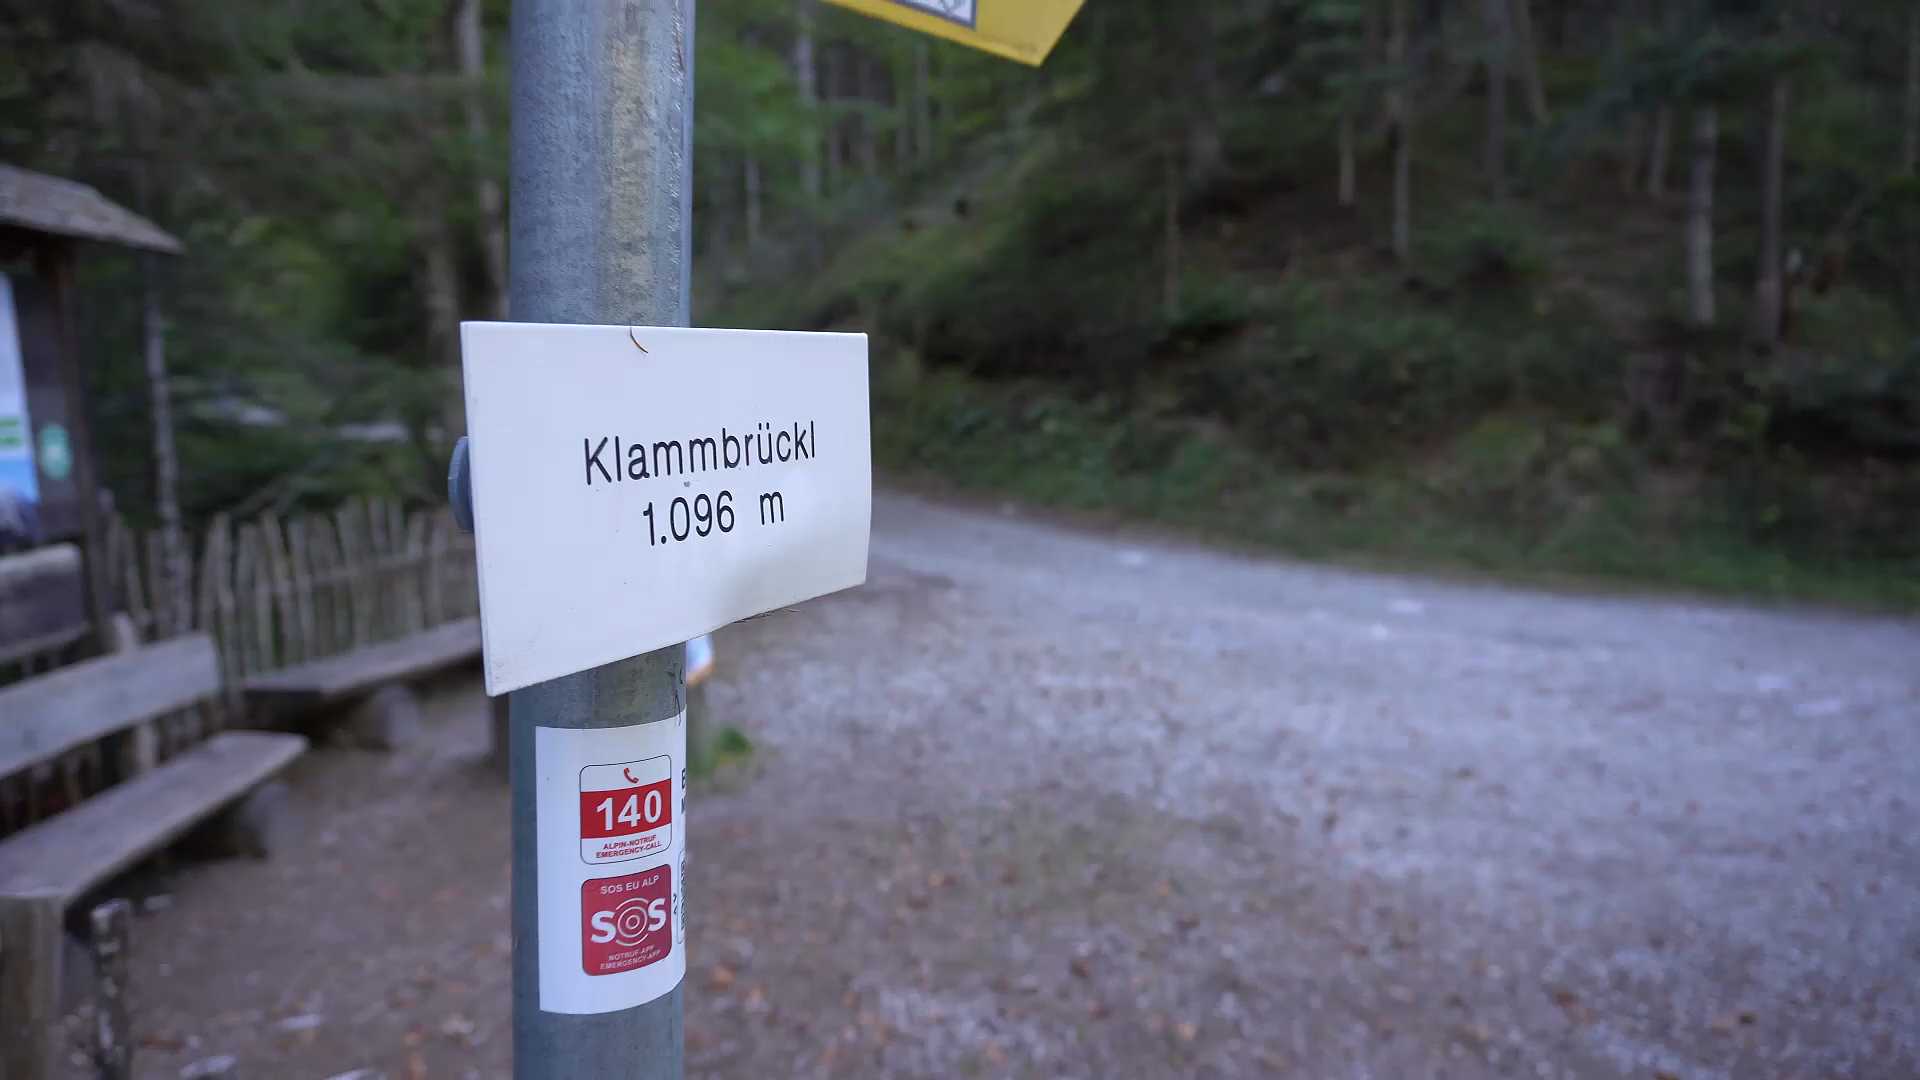 Klammbrückl
1.096 m
140
ALPIN-NOTRUF
EMERGENCY-CALL
SOS EU ALP
SOS
NOTRUF-APP
EMERGENCY-APP